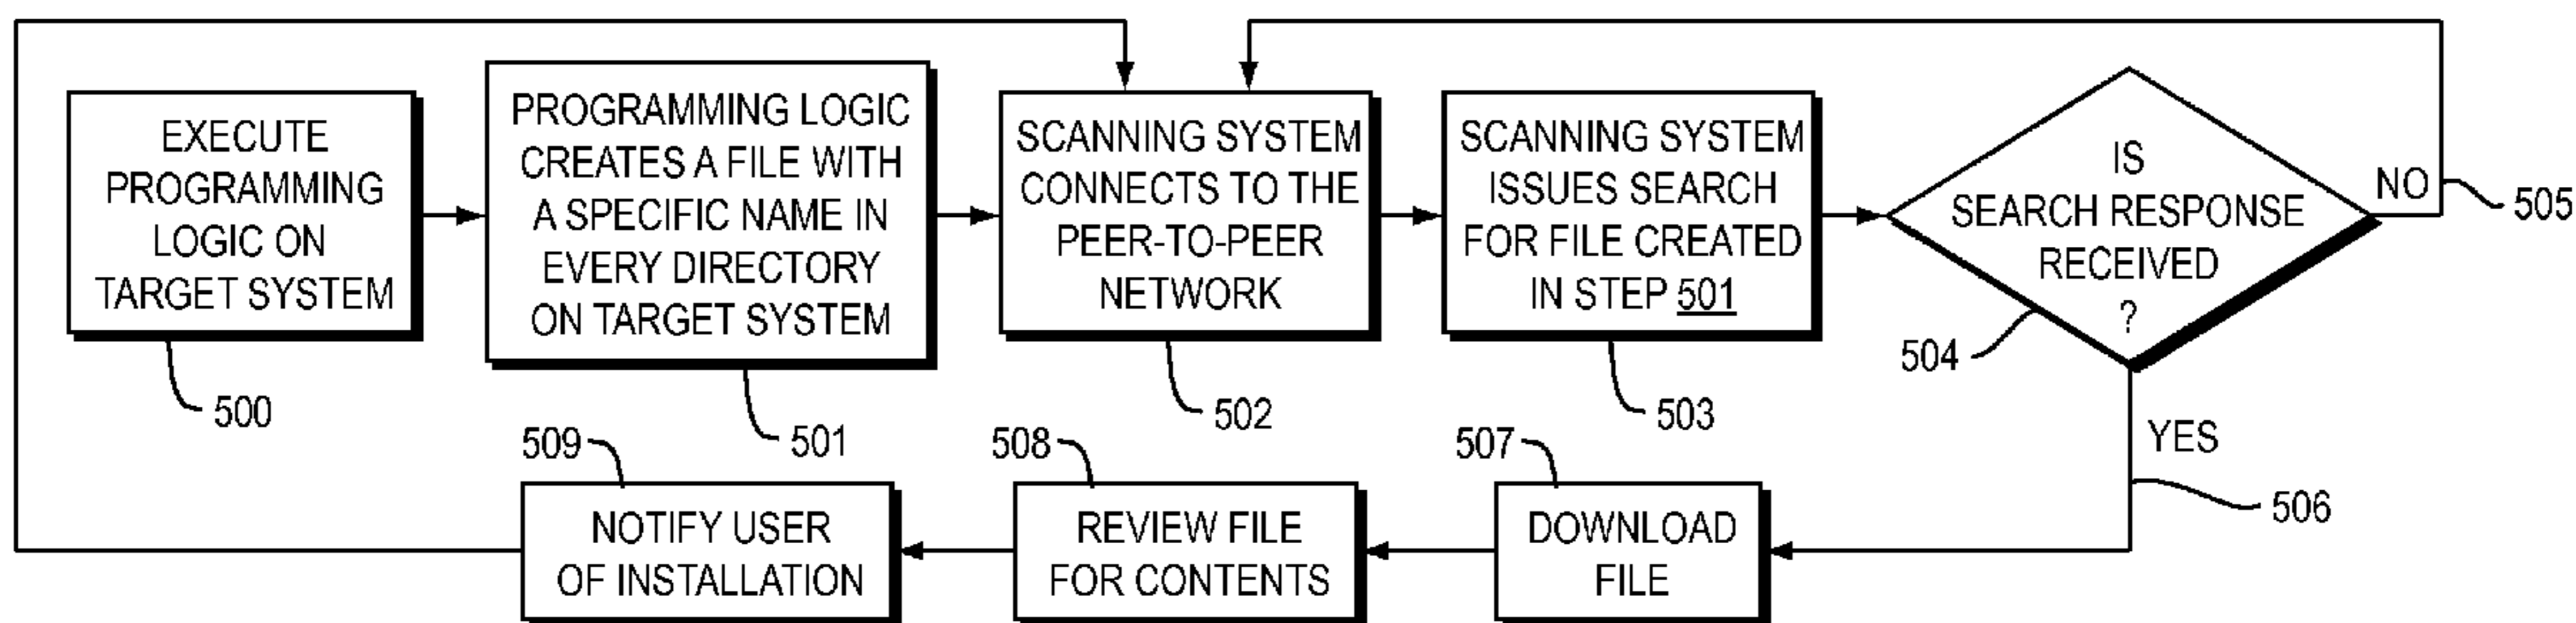 EXECUTE
PROGRAMMING
LOGIC ON
TARGET SYSTEM
500
PROGRAMMING LOGIC
CREATES A FILE WITH
A SPECIFIC NAME IN
EVERY DIRECTORY
ON TARGET SYSTEM
501
SCANNING SYSTEM
CONNECTS TO THE
PEER-TO-PEER
NETWORK
502
SCANNING SYSTEM
ISSUES SEARCH
FOR FILE CREATED
IN STEP 501
503
IS
SEARCH RESPONSE
RECEIVED
?
504
NO
505
YES
506
507
DOWNLOAD
FILE
508
REVIEW FILE
FOR CONTENTS
509
NOTIFY USER
OF INSTALLATION